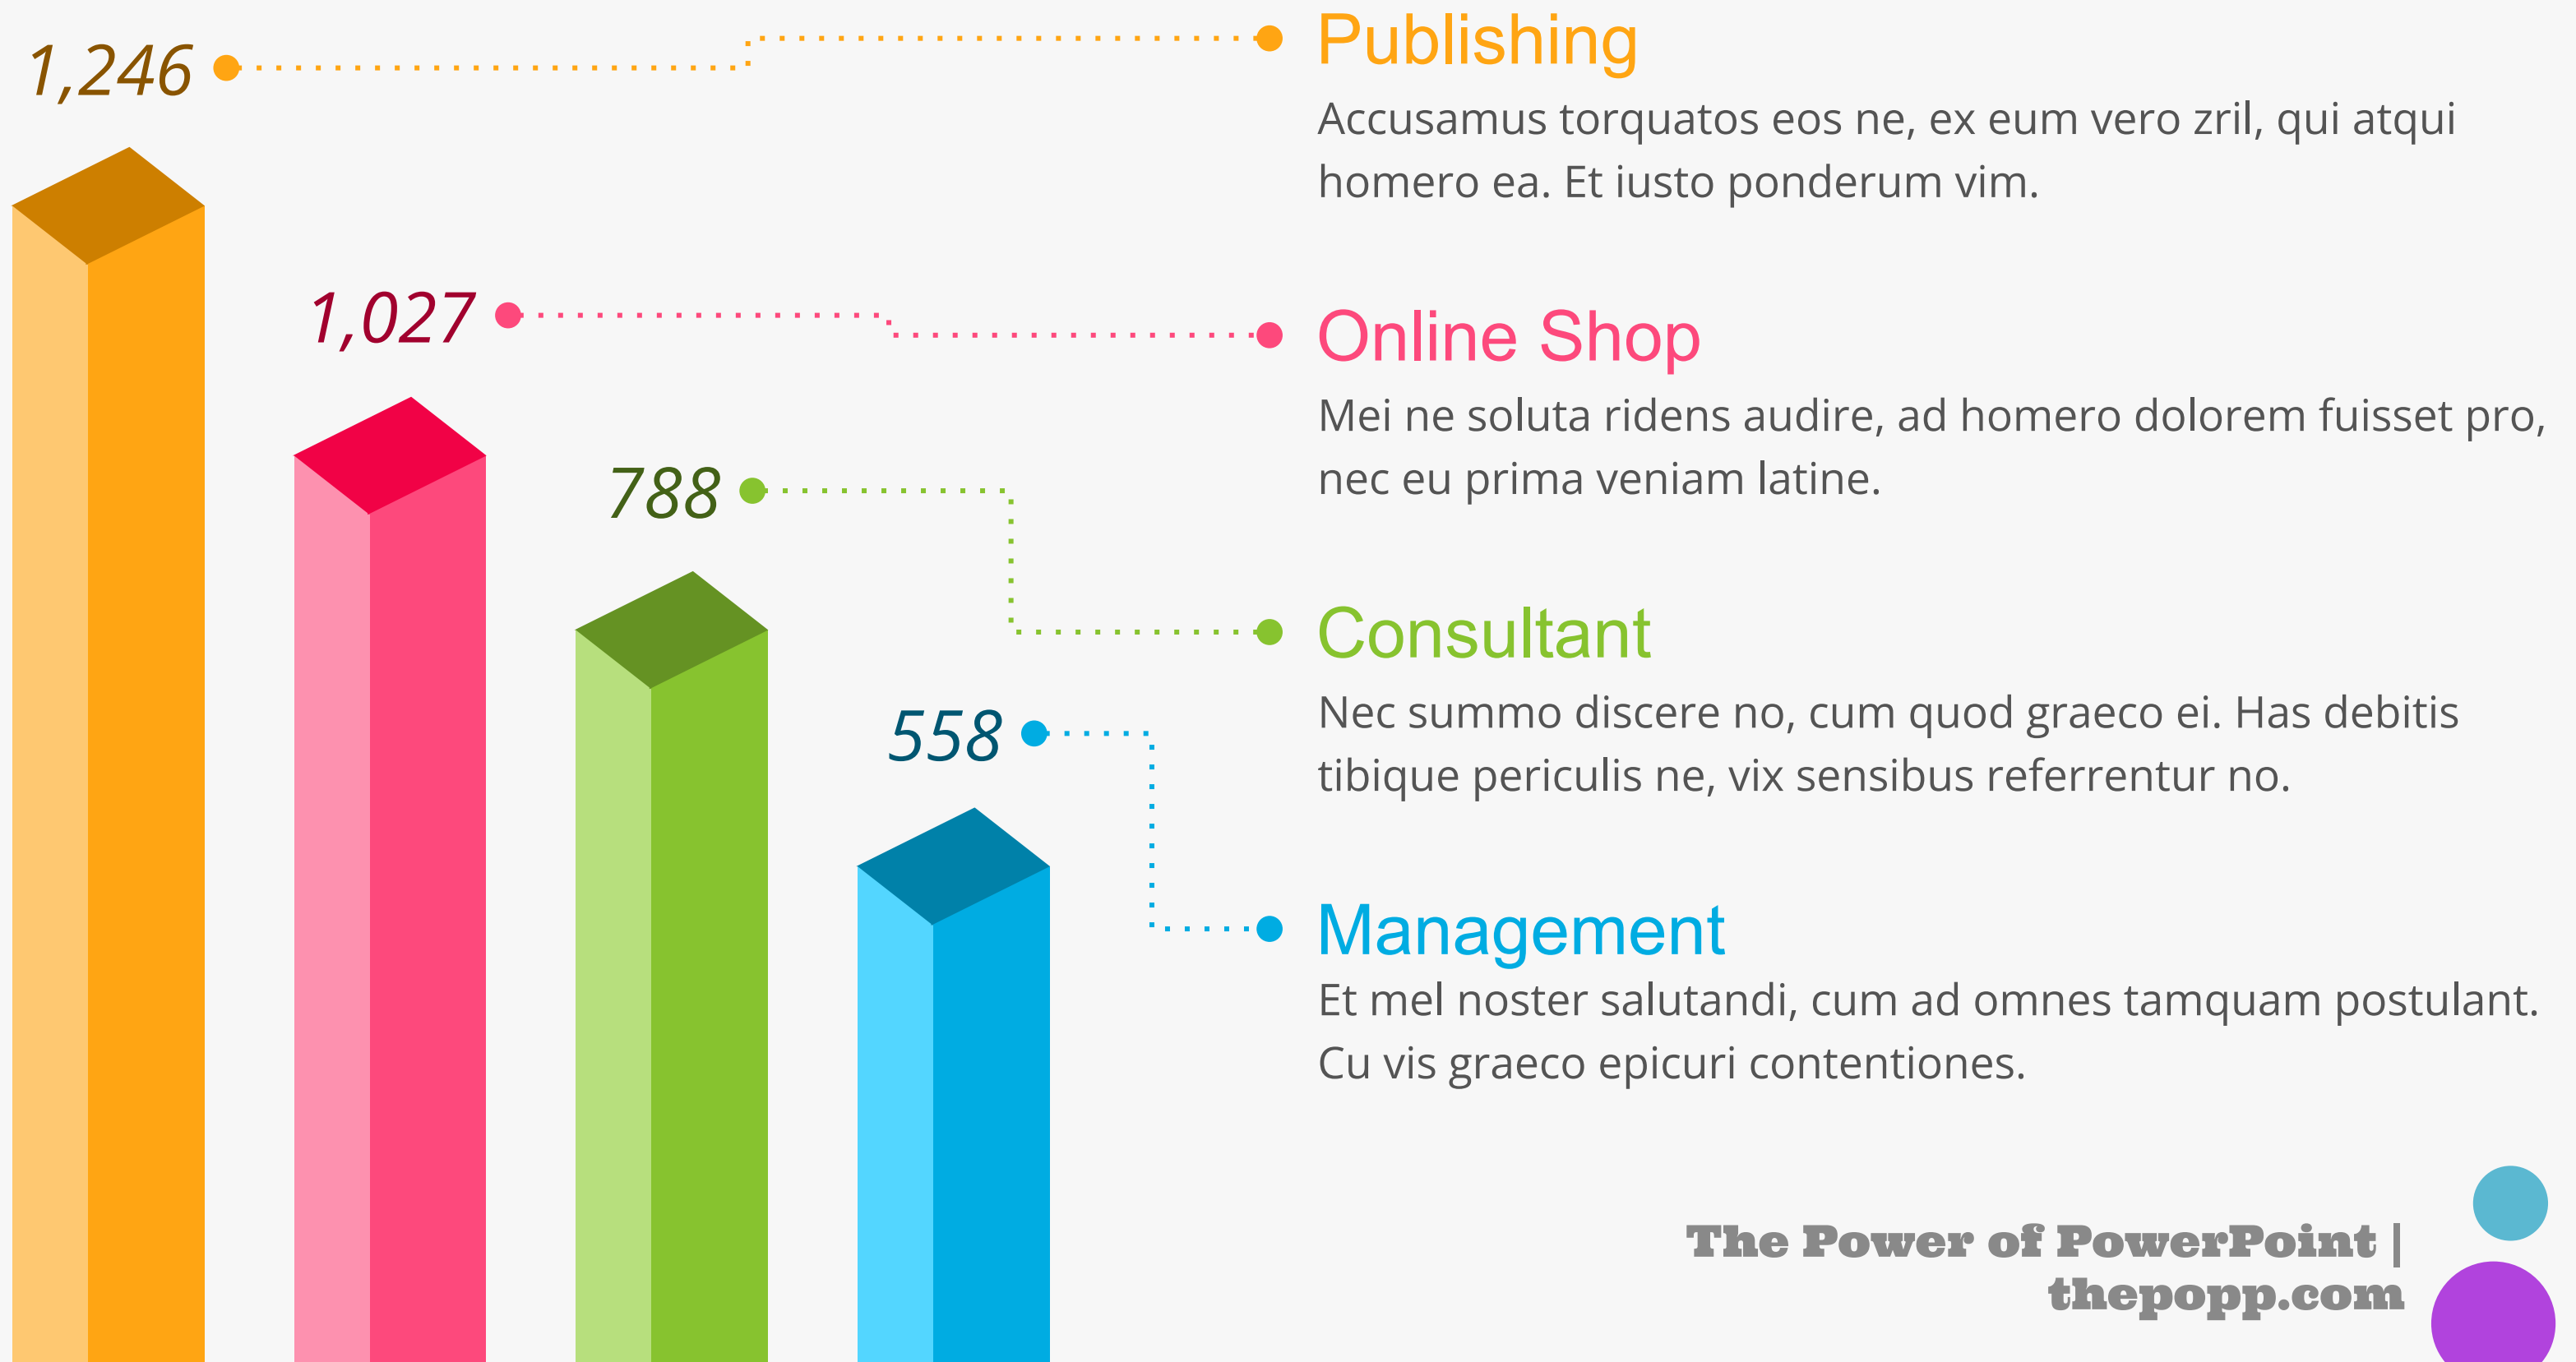 1,246
Publishing
Accusamus torquatos eos ne, ex eum vero zril, qui atqui
homero ea. Et iusto ponderum vim.
1,027
Online Shop
Mei ne soluta ridens audire, ad homero dolorem fuisset pro,
nec eu prima veniam latine.
788
Consultant
Nec summo discere no, cum quod graeco ei. Has debitis
tibique periculis ne, vix sensibus referrentur no.
558
Management
Et mel noster salutandi, cum ad omnes tamquam postulant.
Cu vis graeco epicuri contentiones.
The Power of PowerPoint |
thepopp.com